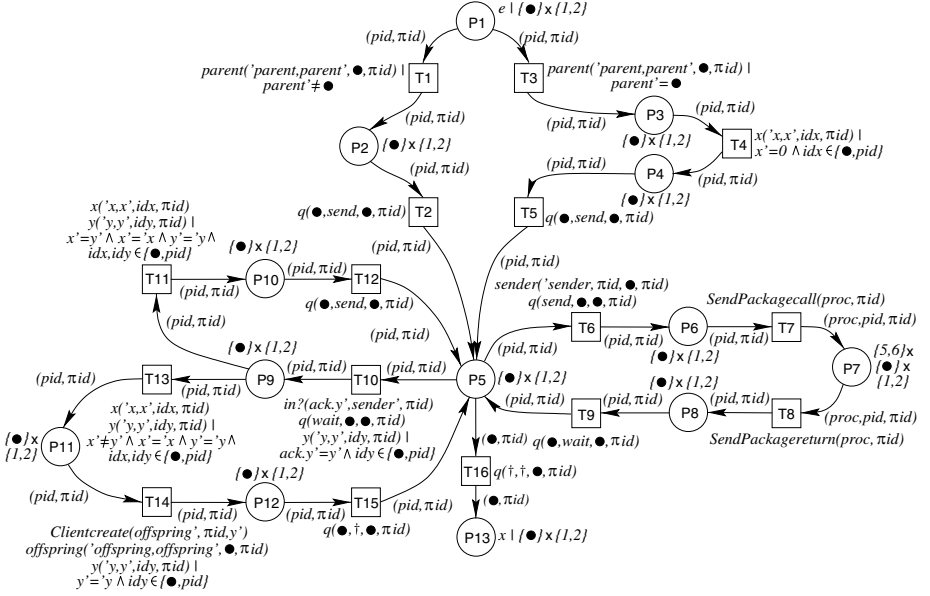 P1
e | {●}x{1,2}
(pid,πid)
(pid,πid)
parent('parent,parent',●,πid) |
parent'≠●
T1
T3
parent('parent,parent',●,πid) |
parent'=●
(pid,πid)
(pid,πid)
P3
{●}x{1,2}
(pid,πid)
T4
x('x,x',idx,πid) |
x'=0 ∧ idx∈{●,pid}
P2
{●}x{1,2}
(pid,πid)
(pid,πid)
P4
{●}x{1,2}
(pid,πid)
q(●,send,●,πid)
T2
T5
q(●,send,●,πid)
(pid,πid)
(pid,πid)
x('x,x',idx,πid)
y('y,y',idy,πid) |
x'=y' ∧ x'='x ∧ y'='y∧
idx,idy∈{●,pid}
T11
(pid,πid)
{●}x{1,2}
P10
(pid,πid)
T12
q(●,send,●,πid)
(pid,πid)
sender('sender,πid,●,πid)
q(send,●,●,πid)
T6
(pid,πid)
(pid,πid)
P6
{●}x{1,2}
(pid,πid)
SendPackagecall(proc,πid)
T7
(proc,pid,πid)
P7
{5,6}x
{●}x
{1,2}
(pid,πid)
{●}x{1,2}
P9
(pid,πid)
T10
(pid,πid)
P5
{●}x{1,2}
in?(ack.y',sender',πid)
q(wait,●,●,πid)
y('y,y',idy,πid) |
ack.y'=y' ∧ idy∈{●,pid}
(pid,πid)
T9
q(●,wait,●,πid)
(pid,πid)
{●}x{1,2}
P8
(pid,πid)
T8
(proc,pid,πid)
SendPackagereturn(proc,πid)
(pid,πid)
T13
(pid,πid)
x('x,x',idx,πid)
y('y,y',idy,πid) |
x'≠y' ∧ x'='x ∧ y'='y∧
idx,idy∈{●,pid}
{●}x
{1,2}
P11
(pid,πid)
T14
(pid,πid)
{●}x{1,2}
P12
(pid,πid)
T15
(pid,πid)
q(●,†,●,πid)
Clientcreate(offspring',πid,y')
offspring('offspring,offspring',●,πid)
y('y,y',idy,πid) |
y'='y ∧ idy∈{●,pid}
(●,πid)
T16
q(†,†,●,πid)
(●,πid)
P13
x | {●}x{1,2}